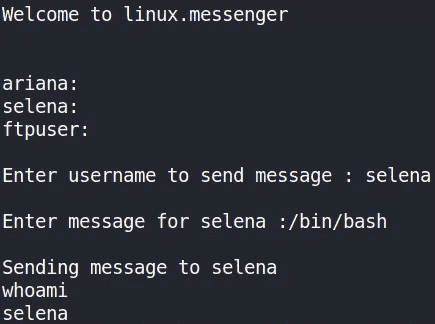 Welcome to linux.messenger
ariana:
selena:
ftpuser:
Enter username to send message : selena
Enter message for selena :/bin/bash
Sending message to selena
whoami
selena